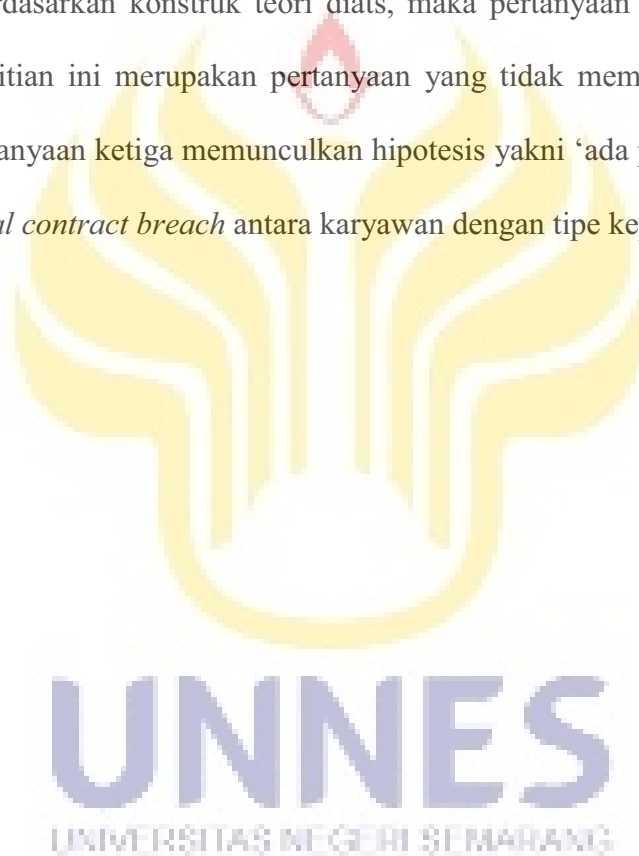 rdasarkan konstruk teori diats, maka pertanyaan
itian ini merupakan pertanyaan yang tidak mem
anyaan ketiga memunculkan hipotesis yakni ‘ada p
al contract breach antara karyawan dengan tipe ke
UNNES
UNIVERSITAS NEGERI SEMARANG